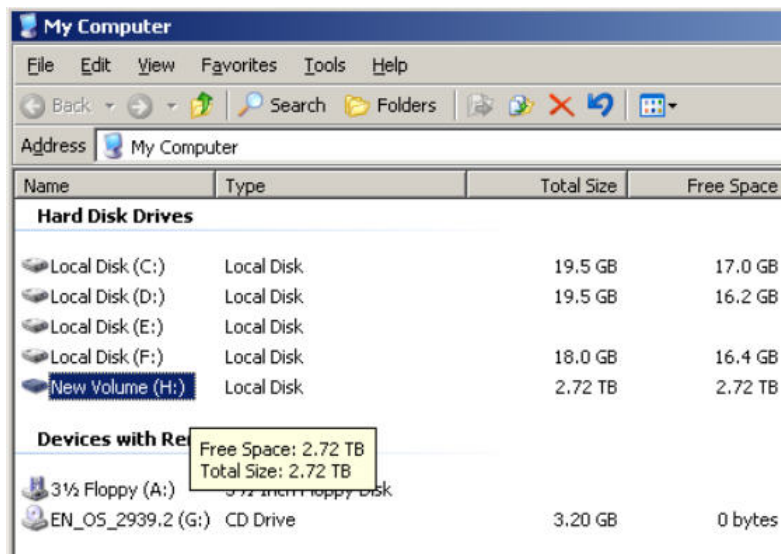 My Computer
File Edit View Favorites Tools Help
Back Search Folders
Address My Computer
Name Type Total Size Free Space
Hard Disk Drives
Local Disk (C:) Local Disk 19.5 GB 17.0 GB
Local Disk (D:) Local Disk 19.5 GB 16.2 GB
Local Disk (E:) Local Disk
Local Disk (F:) Local Disk 18.0 GB 16.4 GB
New Volume (H:) Local Disk 2.72 TB 2.72 TB
Devices with
Free Space: 2.72 TB
Total Size: 2.72 TB
3½ Floppy (A:) Floppy Disk
EN_OS_2939.2 (G:) CD Drive 3.20 GB 0 bytes